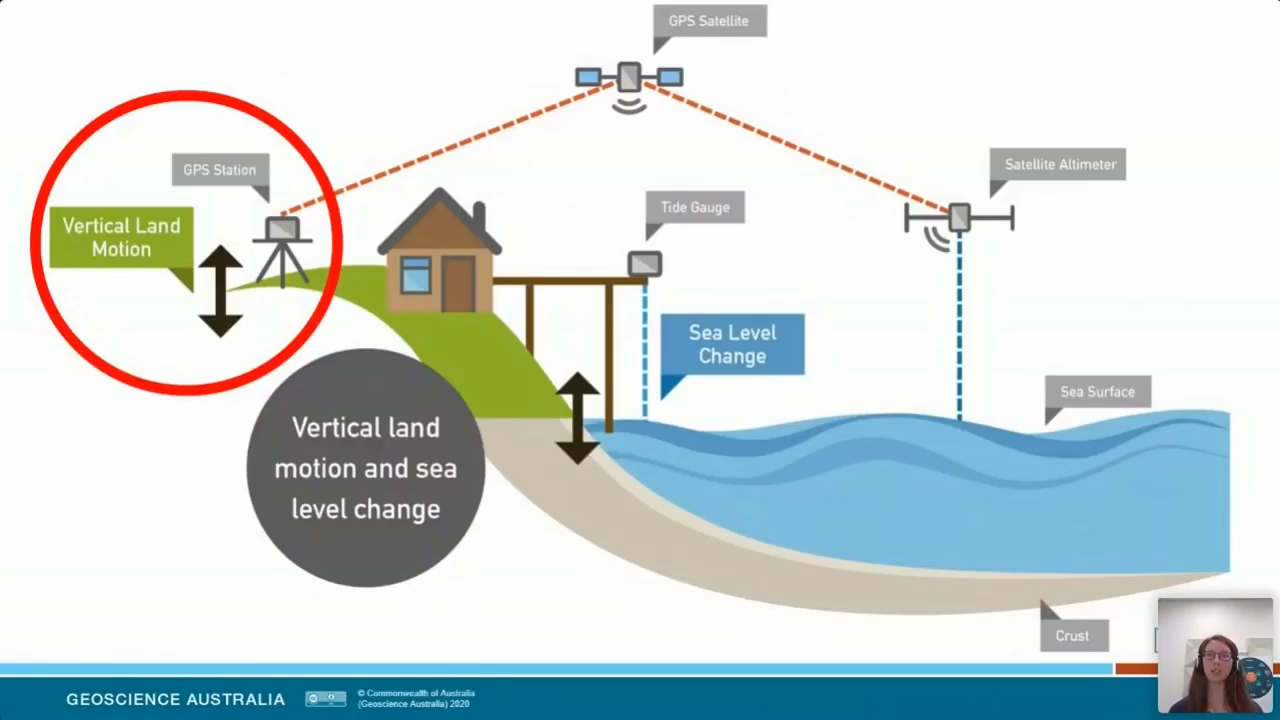 GPS Satellite
GPS Station
Satellite Altimeter
Tide Gauge
Vertical Land
Motion
Sea Level
Change
Sea Surface
Vertical land
motion and sea
level change
Crust
GEOSCIENCE AUSTRALIA
© Commonwealth of Australia
(Geoscience Australia) 2020